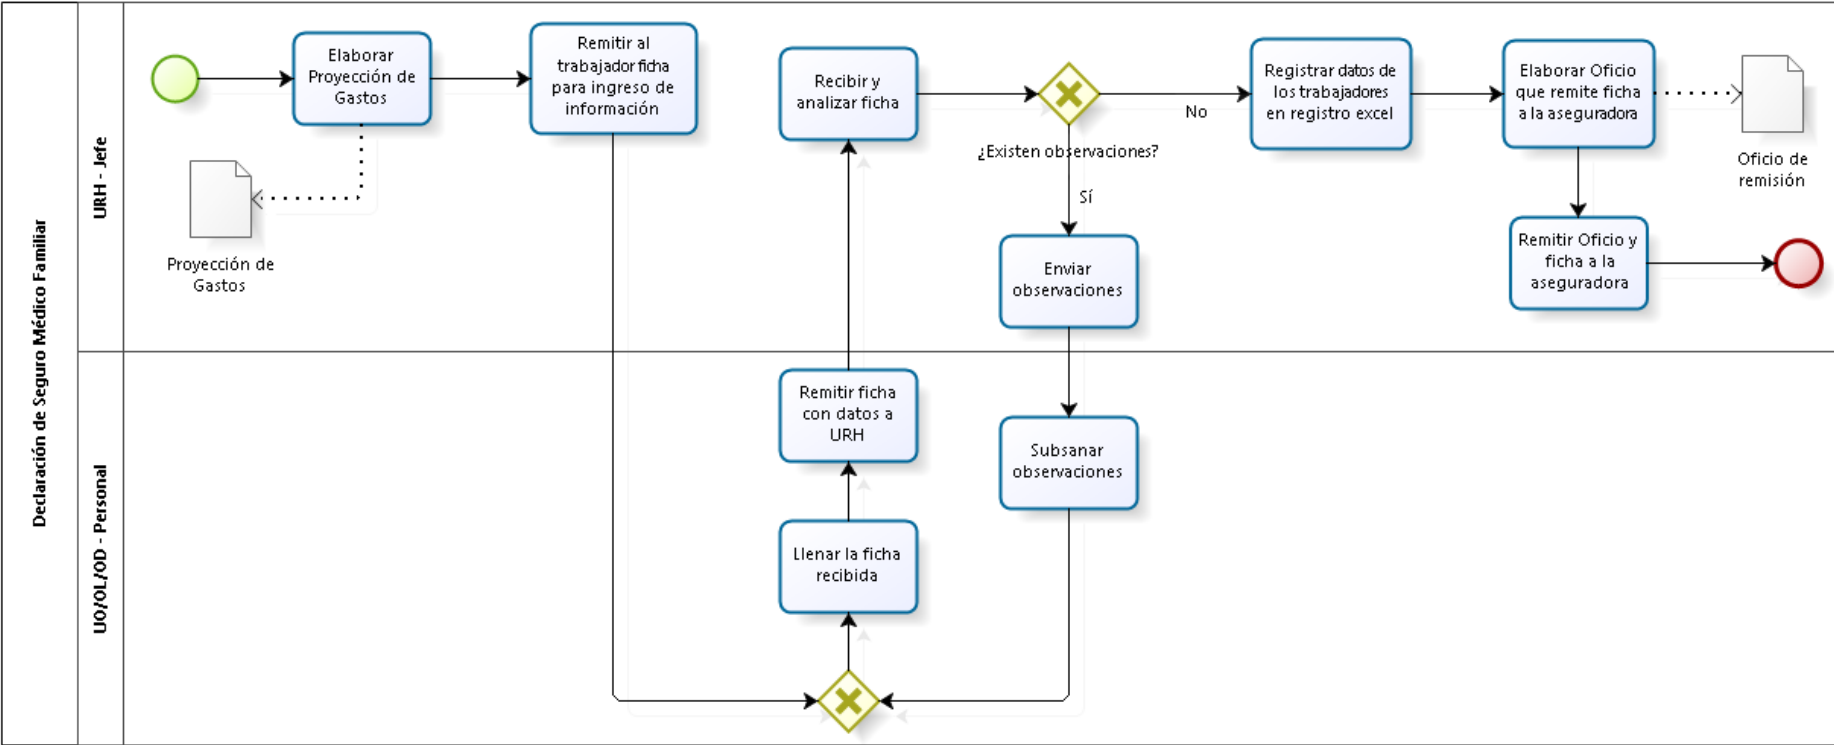 Declaración de Seguro Médico Familiar
URH - Jefe
Elaborar
Proyección de
Gastos
Proyección de
Gastos
Remitir al
trabajador ficha
para ingreso de
información
Recibir y
analizar ficha
¿Existen observaciones?
No
Sí
Enviar
observaciones
Registrar datos de
los trabajadores
en registro excel
Elaborar Oficio
que remite ficha
a la aseguradora
Oficio de
remisión
Remitir Oficio y
ficha a la
aseguradora
UO/OL/OD - Personal
Remitir ficha
con datos a
URH
Llenar la ficha
recibida
Subsanar
observaciones